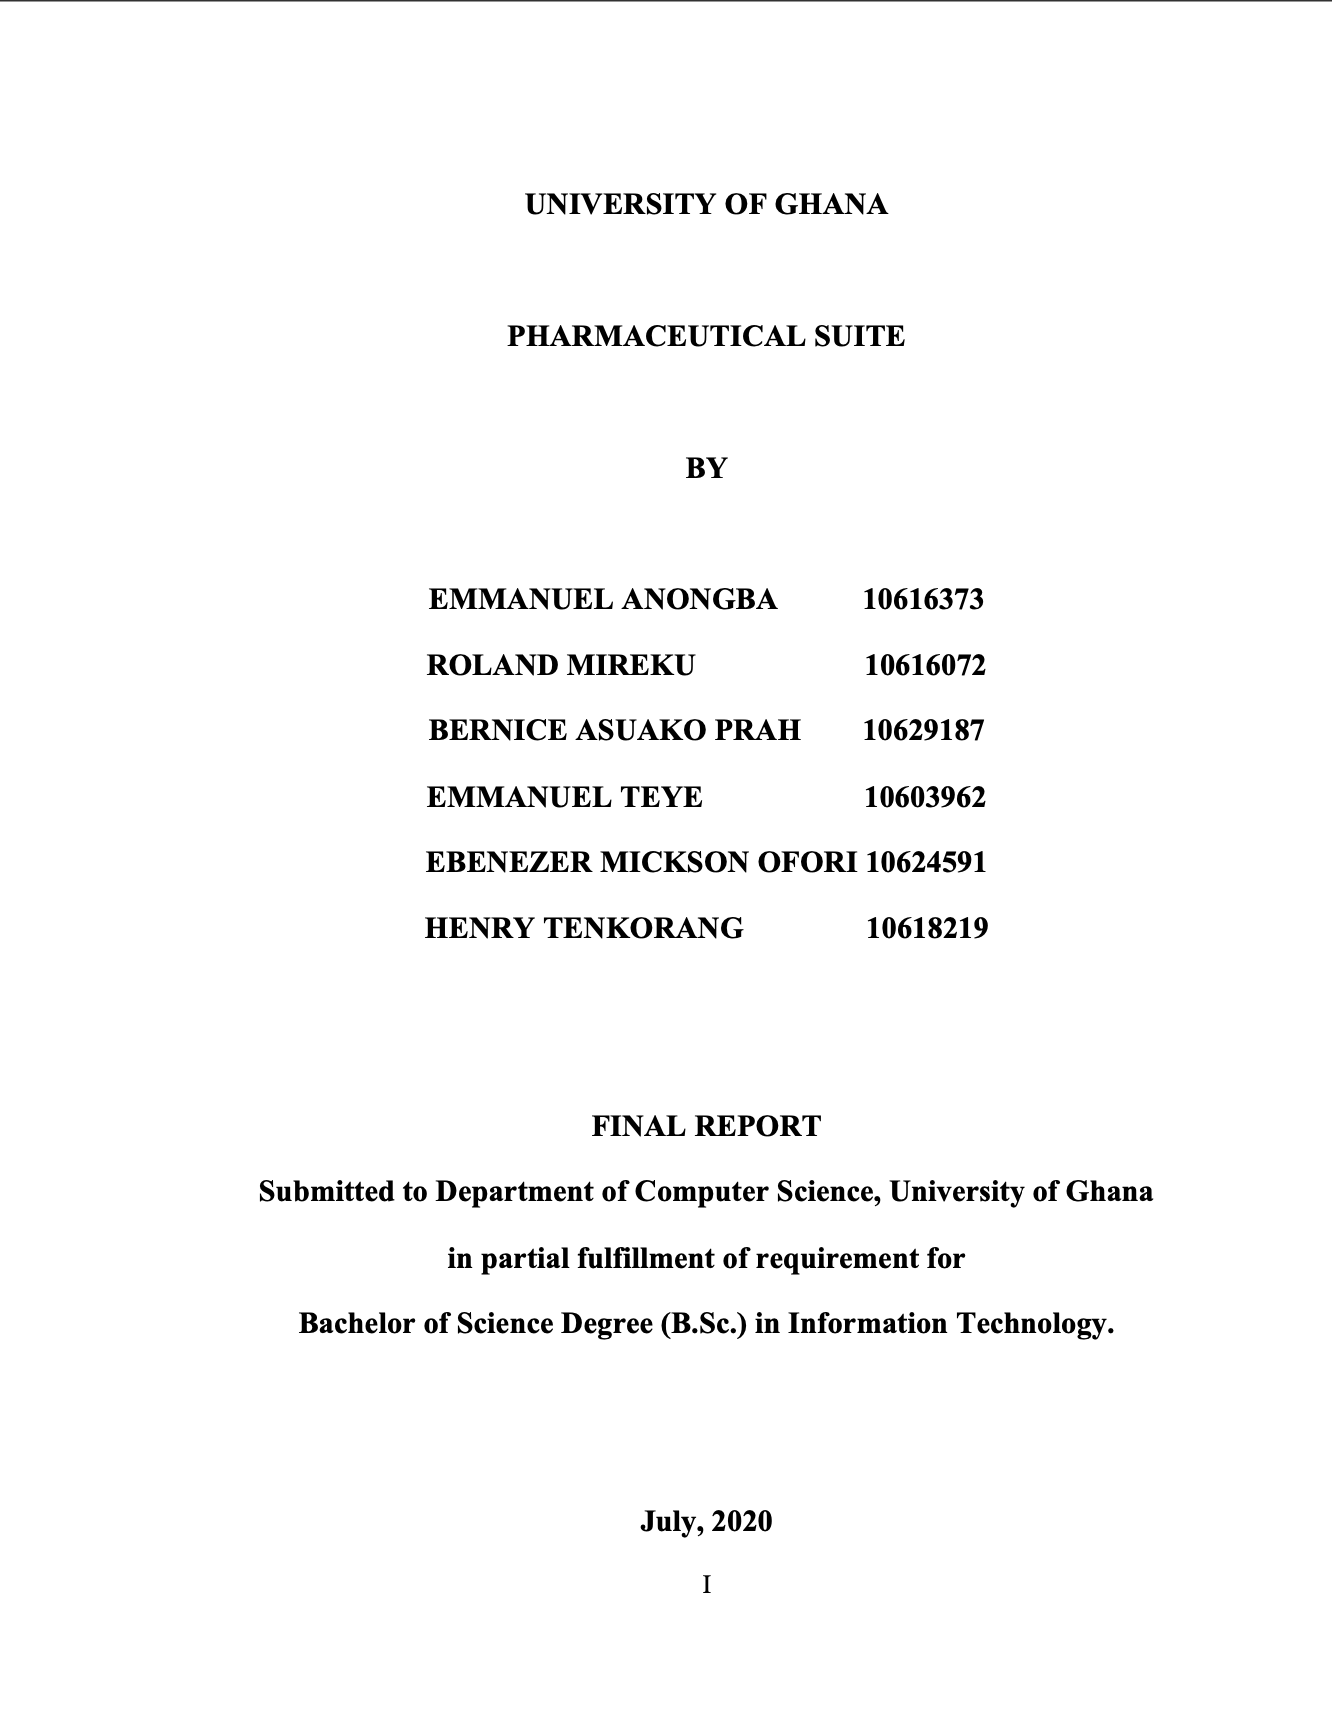 UNIVERSITY OF GHANA
PHARMACEUTICAL SUITE
BY
EMMANUEL ANONGBA 10616373
ROLAND MIREKU 10616072
BERNICE ASUAKO PRAH 10629187
EMMANUEL TEYE 10603962
EBENEZER MICKSON OFORI 10624591
HENRY TENKORANG 10618219
FINAL REPORT
Submitted to Department of Computer Science, University of Ghana
in partial fulfillment of requirement for
Bachelor of Science Degree (B.Sc.) in Information Technology.
July, 2020
I